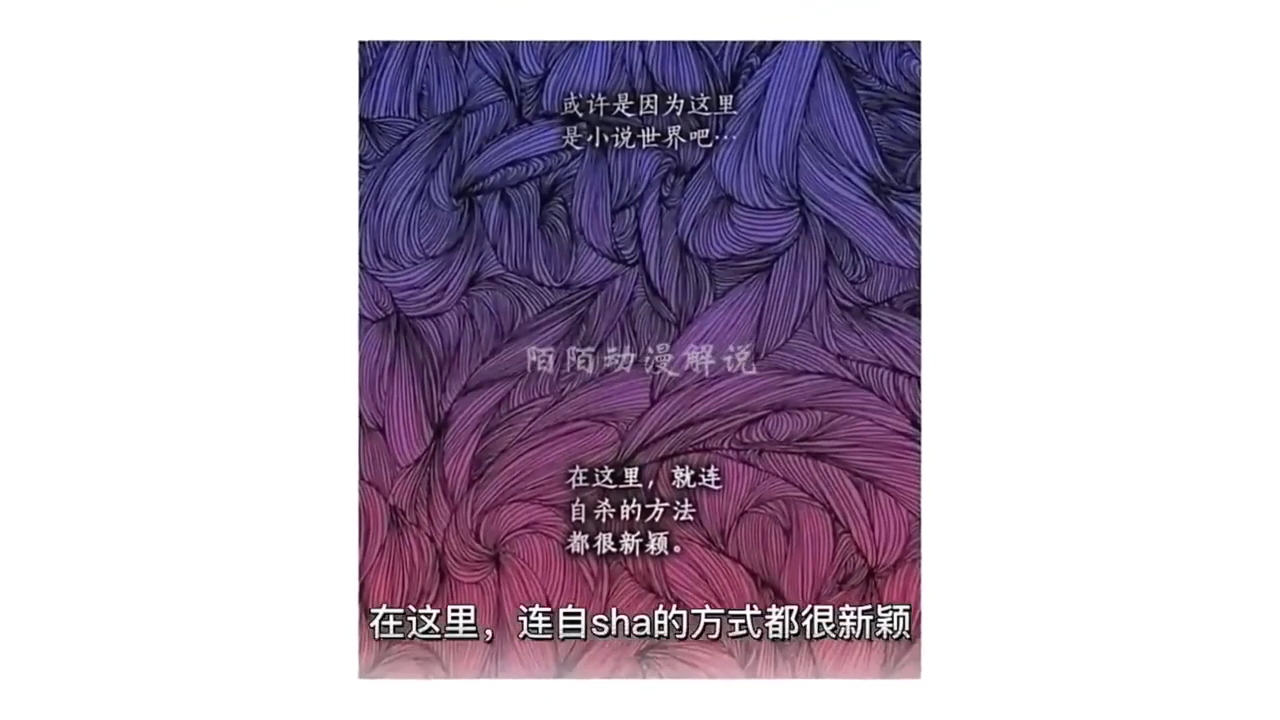 或许是因为这里
是小说世界吧…
陌陌动漫解说
在这里，就连
自杀的方法
都很新颖。
在这里，连自sha的方式都很新颖